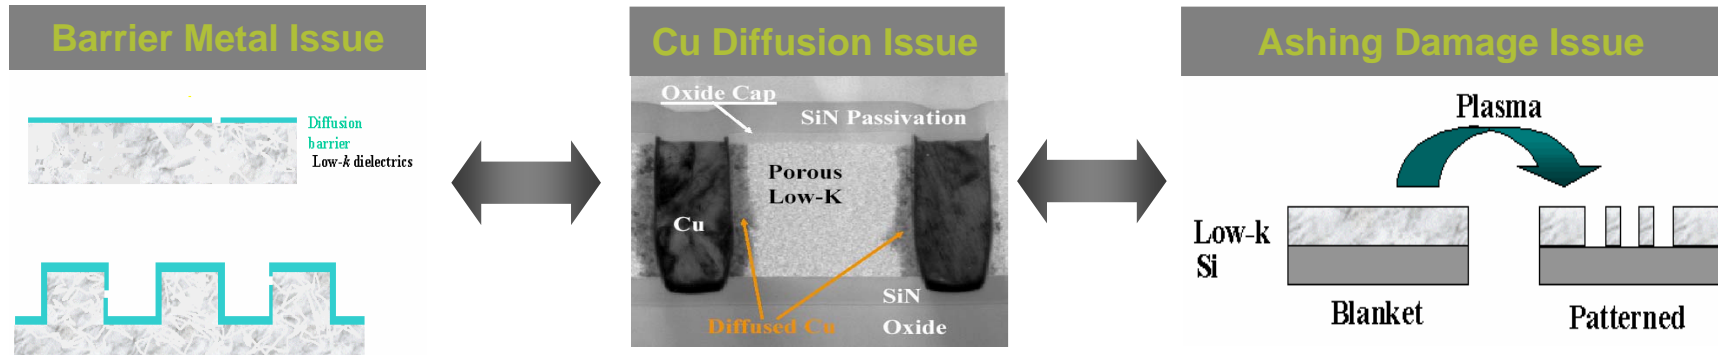 Barrier Metal Issue
Diffusion
barrier
Low-k dielectrics
Cu Diffusion Issue
Oxide Cap
SiN Passivation
Porous
Low-K
Cu
SiN
Diffused Cu
Oxide
Ashing Damage Issue
Plasma
Low-k
Si
Blanket
Patterned